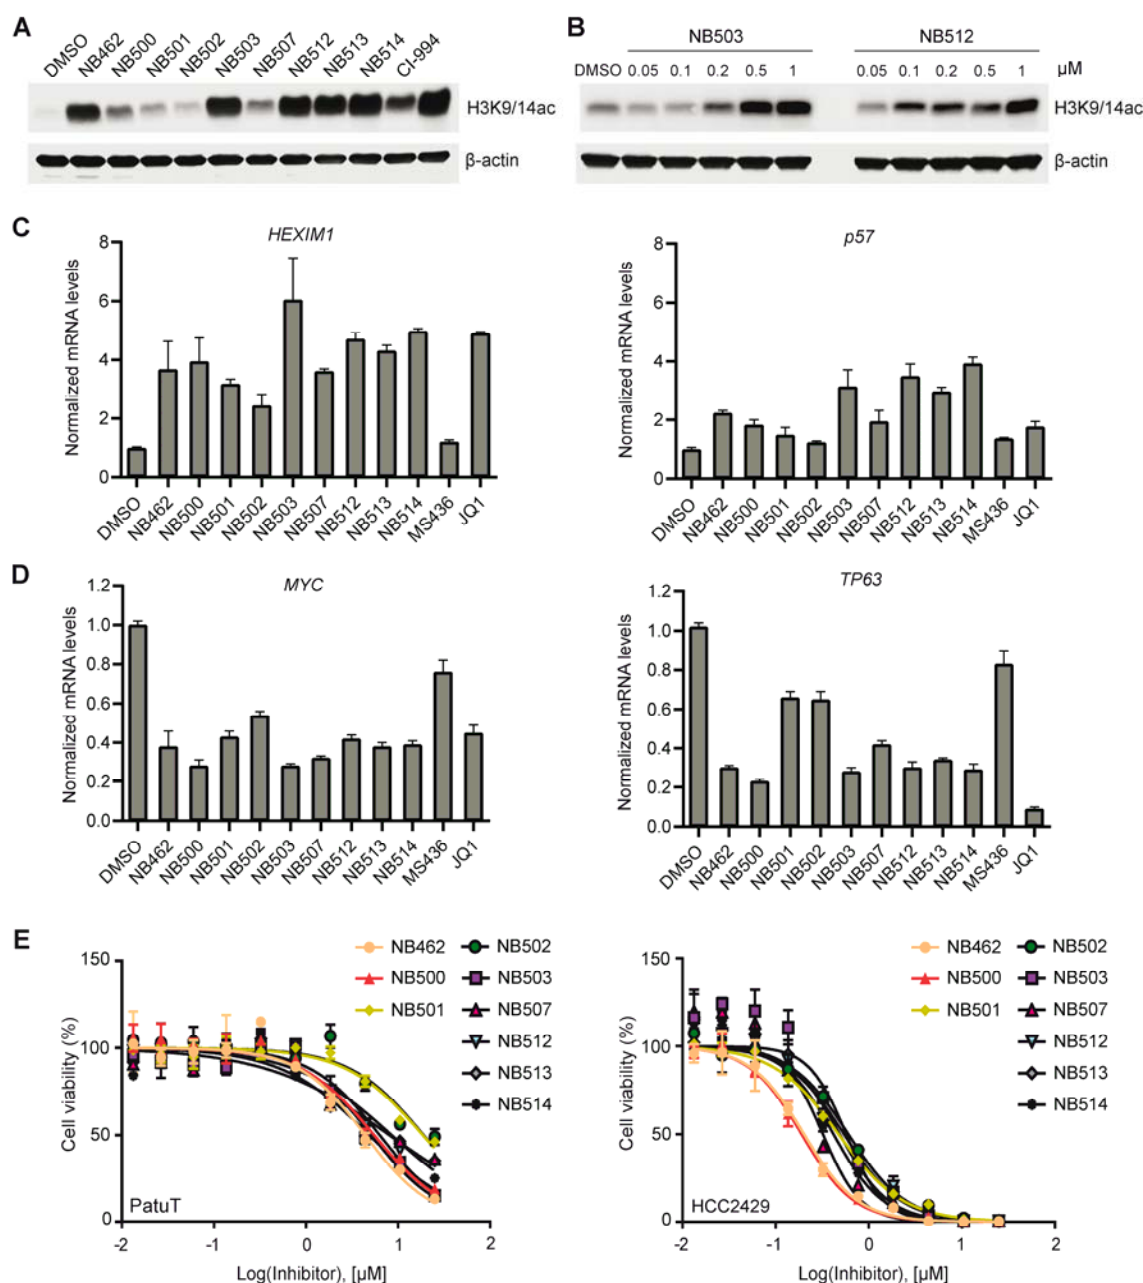 A
DMSO NB462 NB500 NB501 NB502 NB503 NB507 NB512 NB513 NB514 CI-994
H3K9/14ac
β-actin
B
NB503 NB512
DMSO 0.05 0.1 0.2 0.5 1 0.05 0.1 0.2 0.5 1 µM
H3K9/14ac
β-actin
C
HEXIM1
Normalized mRNA levels
8
6
4
2
0
DMSO NB462 NB500 NB501 NB502 NB503 NB507 NB512 NB513 NB514 MS436 JQ1
p57
Normalized mRNA levels
8
6
4
2
0
DMSO NB462 NB500 NB501 NB502 NB503 NB507 NB512 NB513 NB514 MS436 JQ1
D
MYC
Normalized mRNA levels
1.2
1.0
0.8
0.6
0.4
0.2
0.0
DMSO NB462 NB500 NB501 NB502 NB503 NB507 NB512 NB513 NB514 MS436 JQ1
TP63
Normalized mRNA levels
1.2
1.0
0.8
0.6
0.4
0.2
0.0
DMSO NB462 NB500 NB501 NB502 NB503 NB507 NB512 NB513 NB514 MS436 JQ1
E
Cell viability (%)
150
100
50
0
NB462 NB502
NB500 NB503
NB501 NB507
NB512
NB513
NB514
PatuT
-2 -1 0 1 2
Log(Inhibitor), [µM]
Cell viability (%)
150
100
50
0
NB462 NB502
NB500 NB503
NB501 NB507
NB512
NB513
NB514
HCC2429
-2 -1 0 1 2
Log(Inhibitor), [µM]